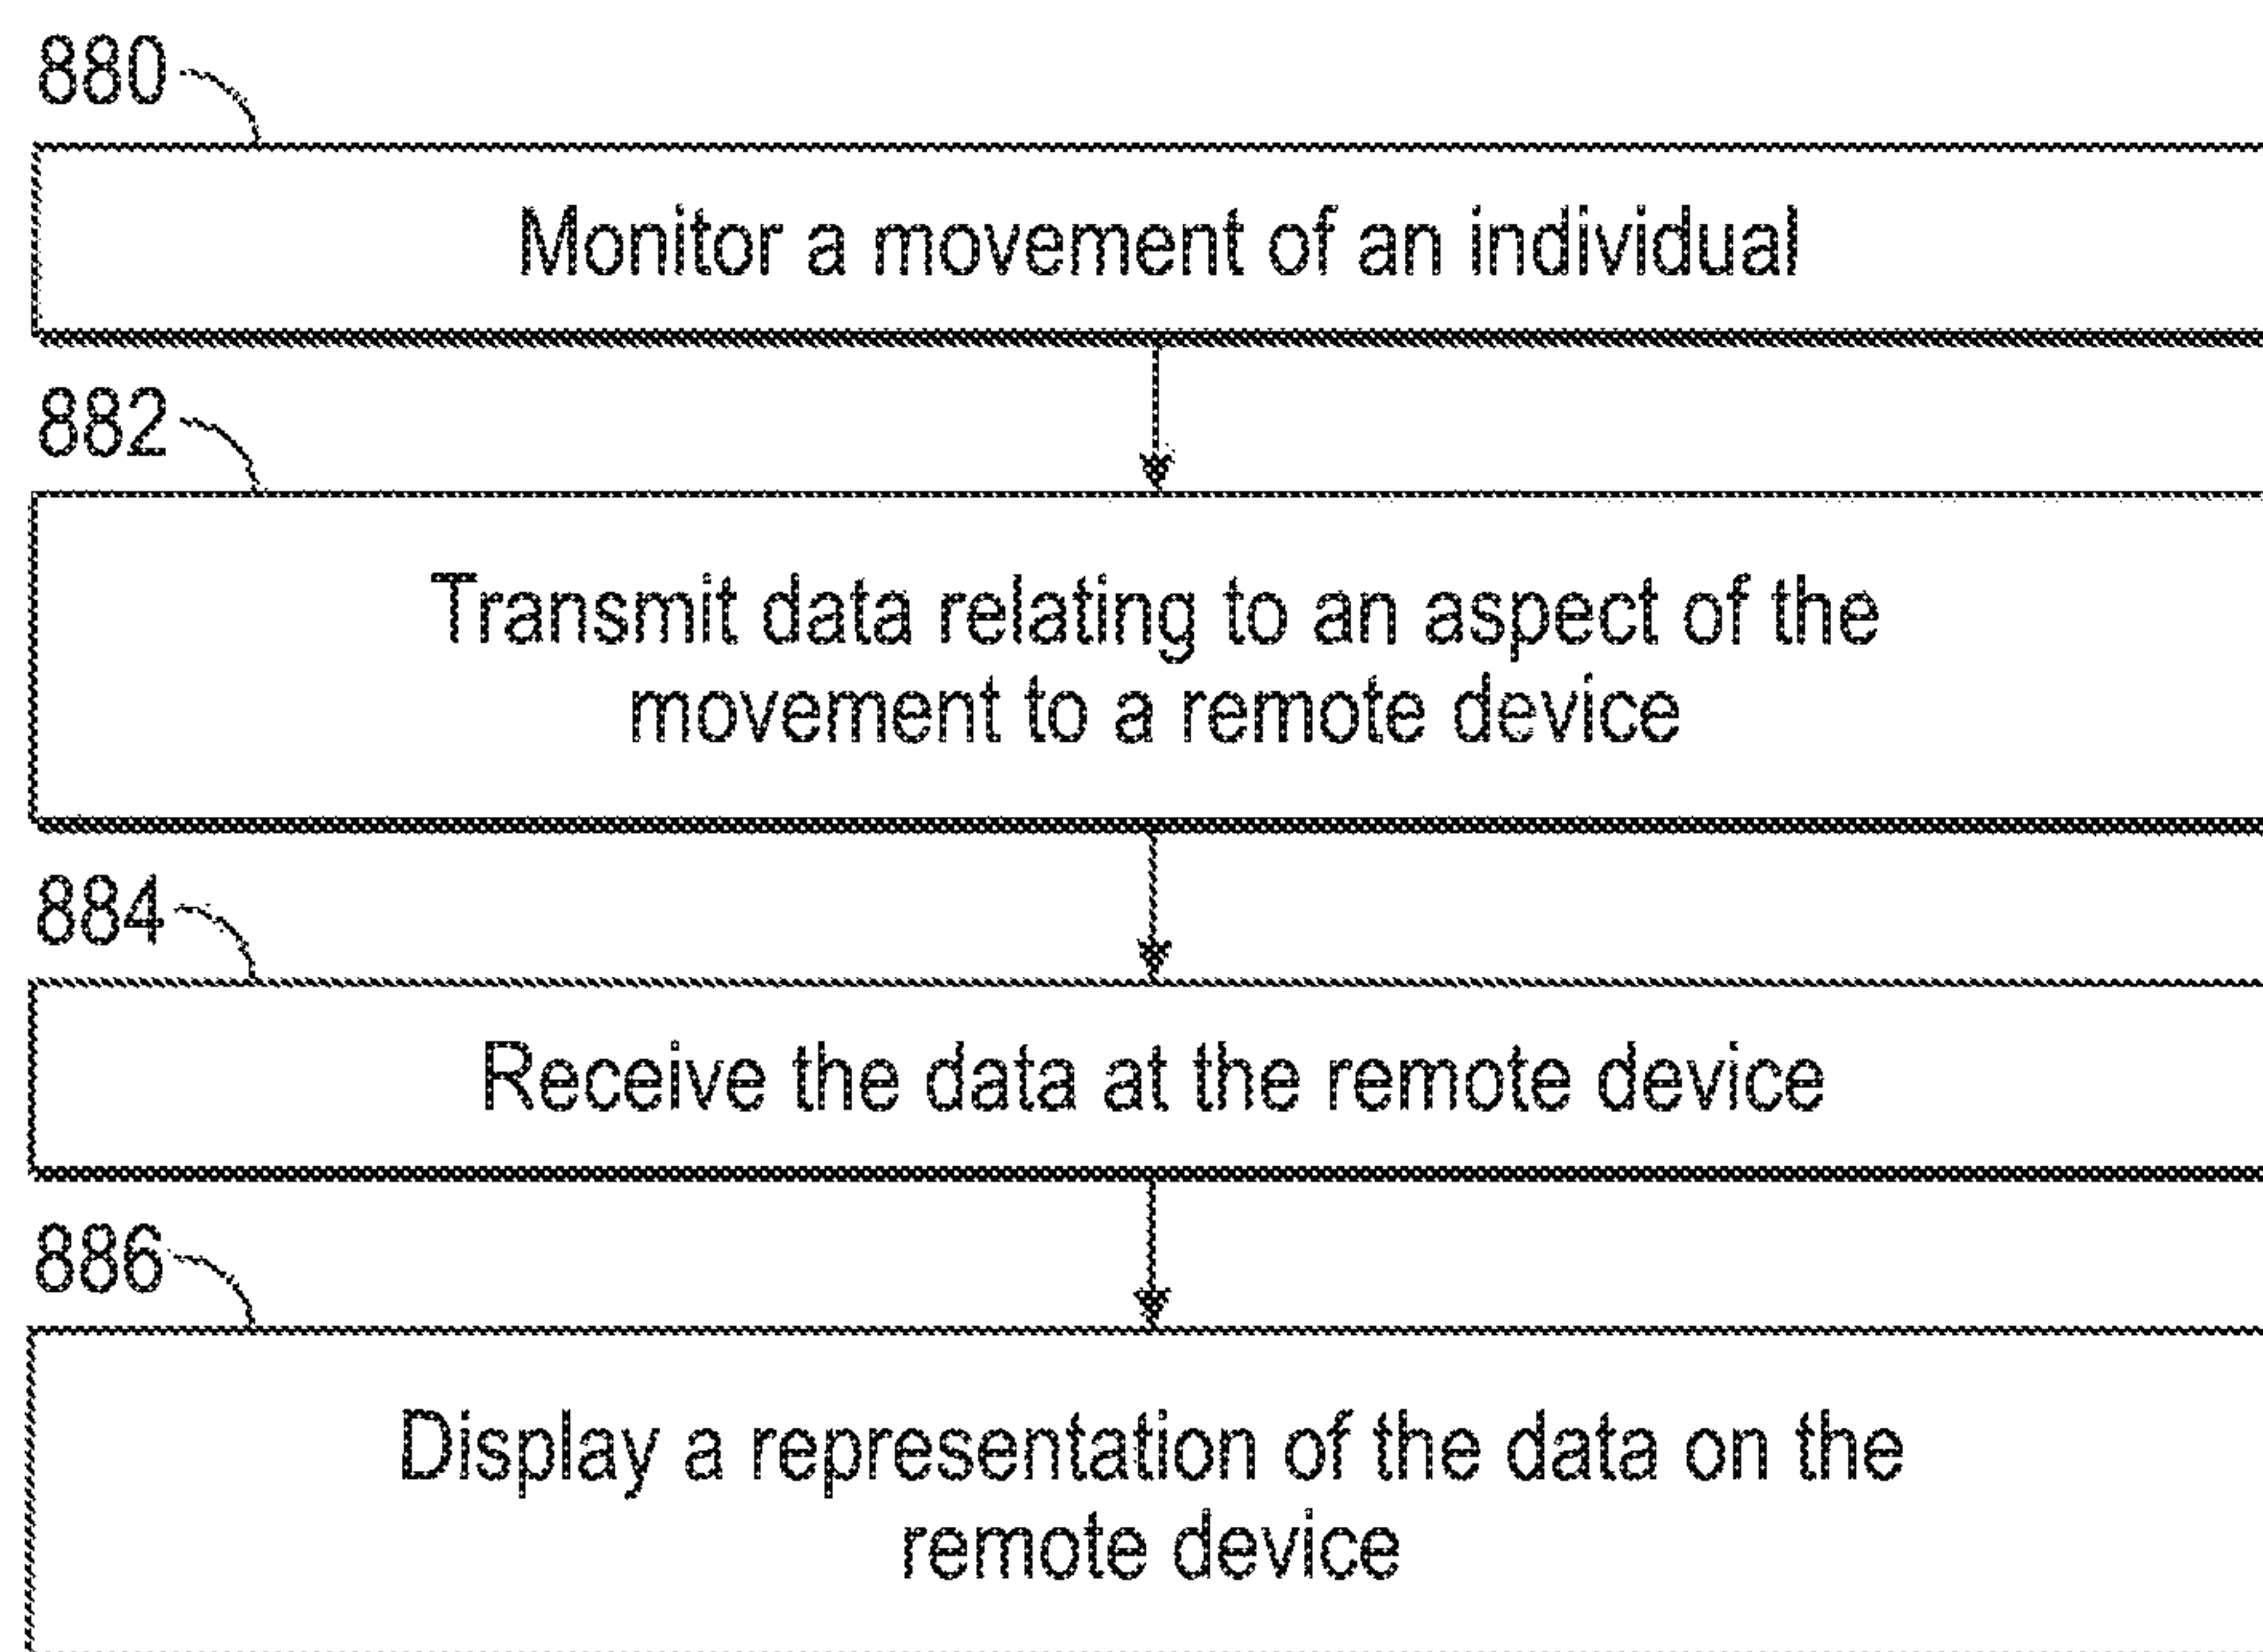 880
Monitor a movement of an individual
882
Transmit data relating to an aspect of the
movement to a remote device
884
Receive the data at the remote device
886
Display a representation of the data on the
remote device